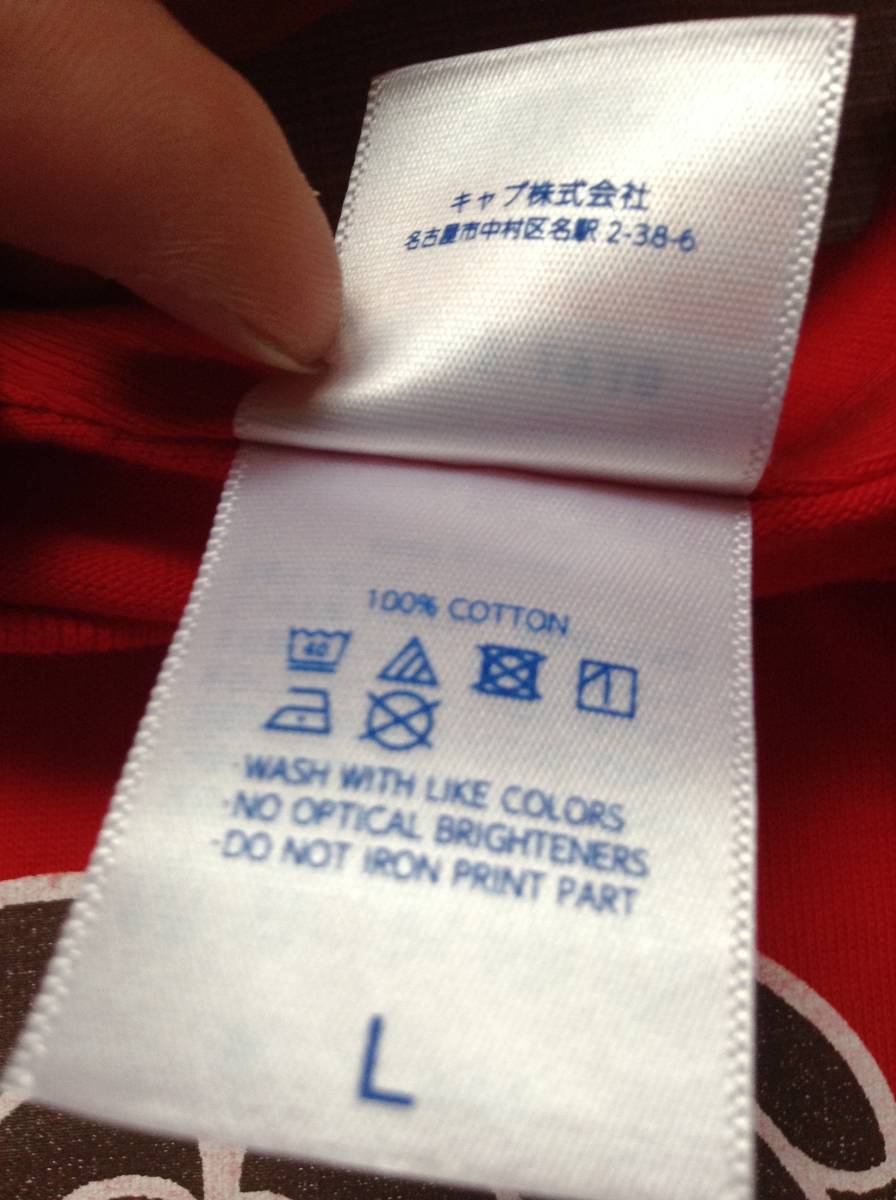 キャブ株式会社
名古屋市中村区名駅 2-38-6
100% COTTON
40
·WASH WITH LIKE COLORS
·NO OPTICAL BRIGHTENERS
·DO NOT IRON PRINT PART
L